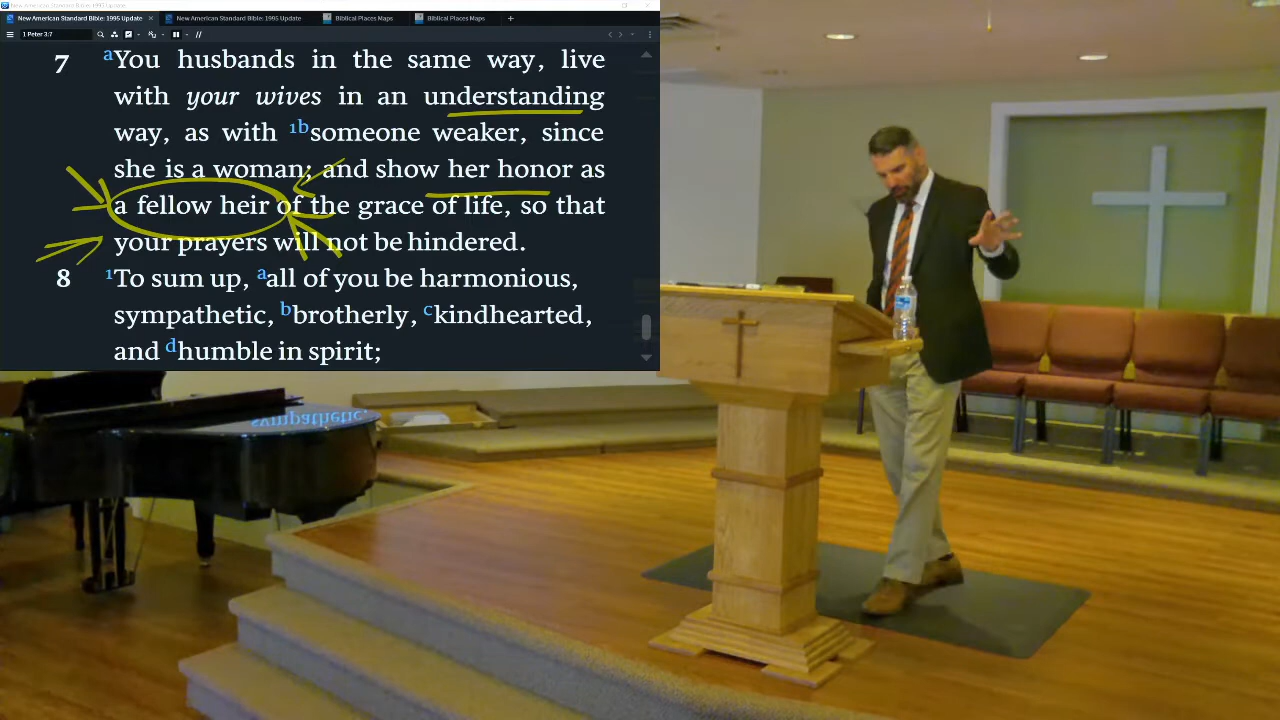 New American Standard Bible: 1995 Update
New American Standard Bible: 1995 Update
Biblical Places Maps
Biblical Places Maps
1 Peter 3:7
7 aYou husbands in the same way, live
with your wives in an understanding
way, as with 1bsomeone weaker, since
she is a woman; and show her honor as
a fellow heir of the grace of life, so that
your prayers will not be hindered.
8 1To sum up, aall of you be harmonious,
sympathetic, bbrotherly, ckindhearted,
and dhumble in spirit;
sympathetic,